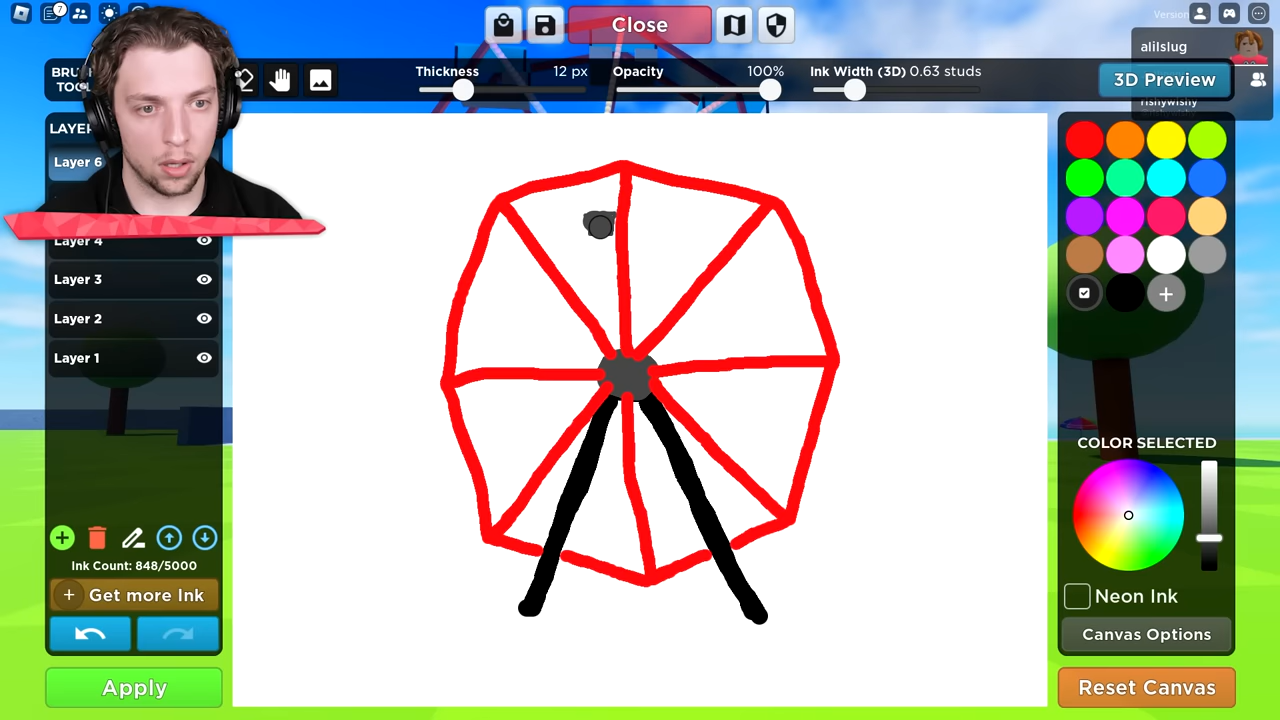 7
Close
Version
alilslug
Thickness
12 px
Opacity
100%
Ink Width (3D) 0.63 studs
3D Preview
LAYER
Layer 6
Layer 4
Layer 3
Layer 2
Layer 1
Ink Count: 848/5000
+ Get more Ink
Apply
COLOR SELECTED
Neon Ink
Canvas Options
Reset Canvas